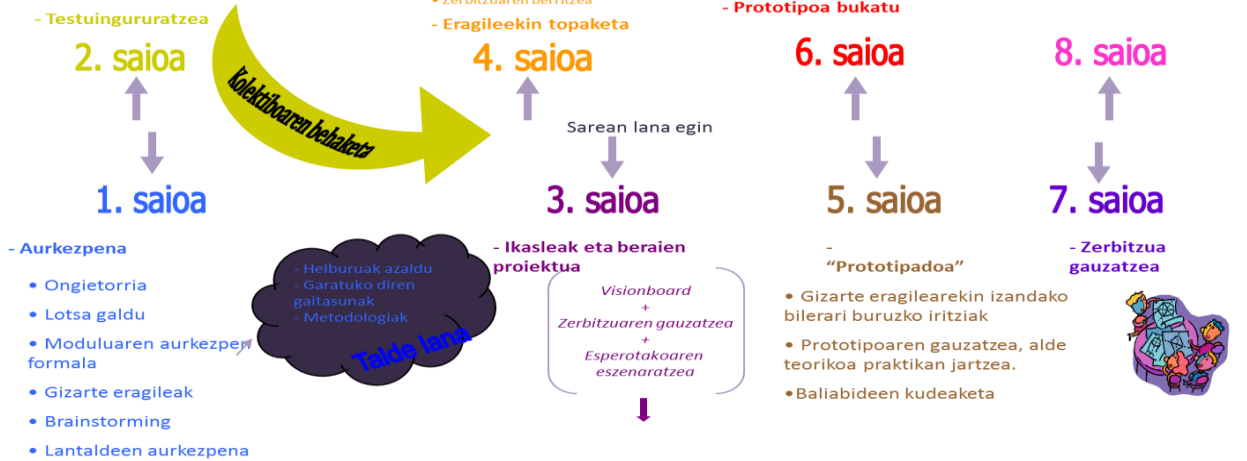 - Testuingururatzea
2. saioa
Kolektiboaren behaketa
- Zerbitzuaren berritzea
- Eragileekin topaketa
4. saioa
- Prototipoa bukatu
6. saioa
8. saioa
Sarean lana egin
1. saioa
- Aurkezpena
• Ongietorria
• Lotsa galdu
• Moduluaren aurkezpen
formala
• Gizarte eragileak
• Brainstorming
• Lantaldeen aurkezpena
- Helburuak azaldu
- Garatuko diren
gaitasunak
- Metodologiak
Talde lana
3. saioa
- Ikasleak eta beraien
proiektua
Visionboard
+
Zerbitzuaren gauzatzea
+
Esperotakoaren
eszenaratzea
5. saioa
-
“Prototipadoa”
• Gizarte eragilearekin izandako
bilerari buruzko iritziak
• Prototipoaren gauzatzea, alde
teorikoa praktikan jartzea.
•Baliabideen kudeaketa
7. saioa
- Zerbitzua
gauzatzea